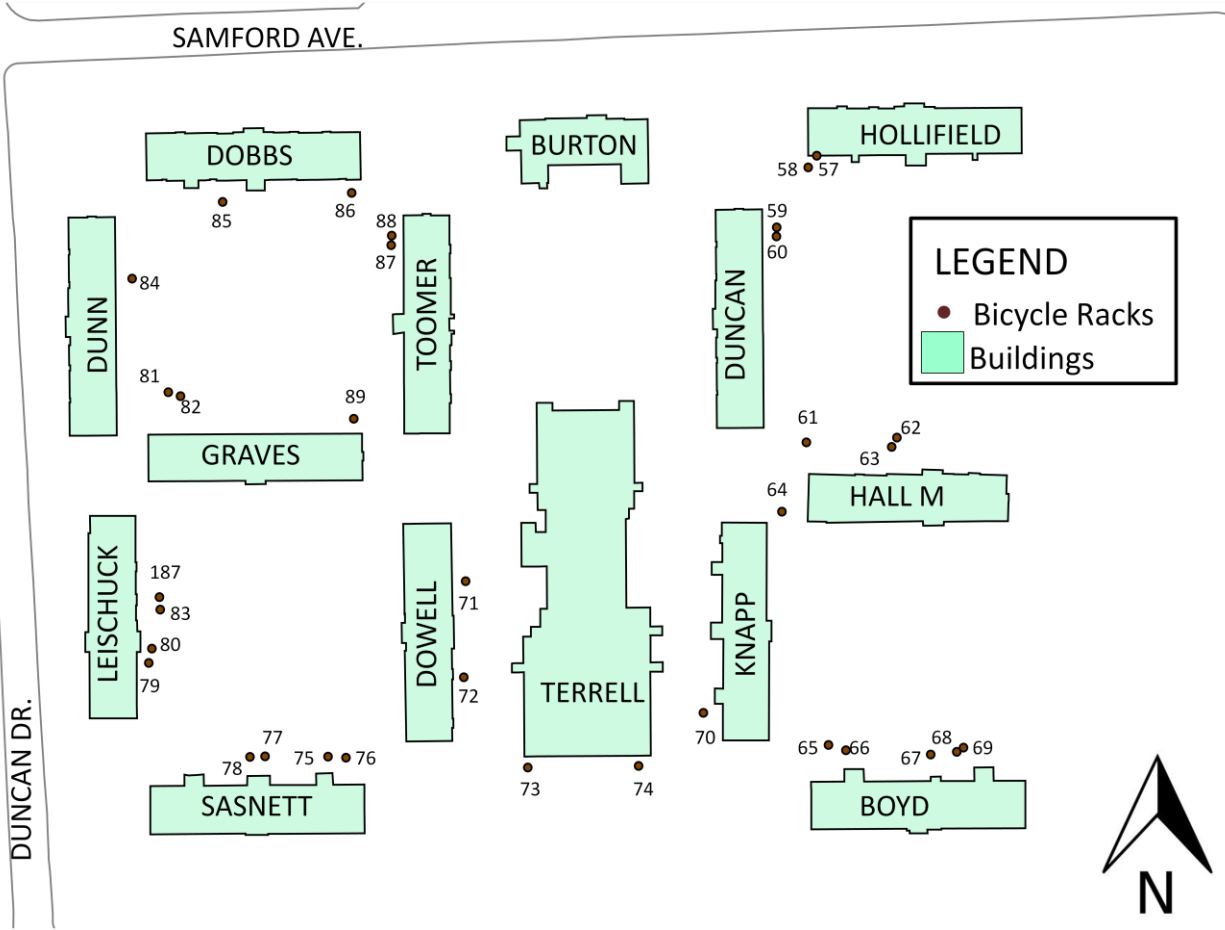 SAMFORD AVE.
DOBBS
BURTON
HOLLIFIELD
58
57
85
86
88
87
59
60
84
DUNN
TOOMER
DUNCAN
LEGEND
Bicycle Racks
Buildings
81
82
89
GRAVES
61
62
63
64
HALL M
LEISCHUCK
187
83
80
79
DOWELL
71
72
TERRELL
KNAPP
70
77
78
75
76
SASNETT
73
74
65
66
67
68
69
BOYD
DUNCAN DR.
N